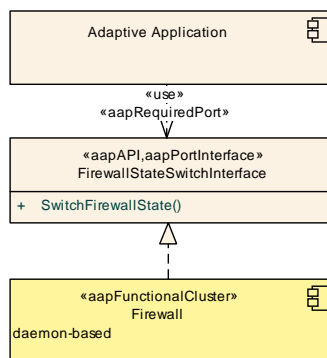 Adaptive Application
«use»
«aapRequiredPort»
«aapAPI,aapPortInterface»
FirewallStateSwitchInterface
+ SwitchFirewallState()
«aapFunctionalCluster»
Firewall
daemon-based